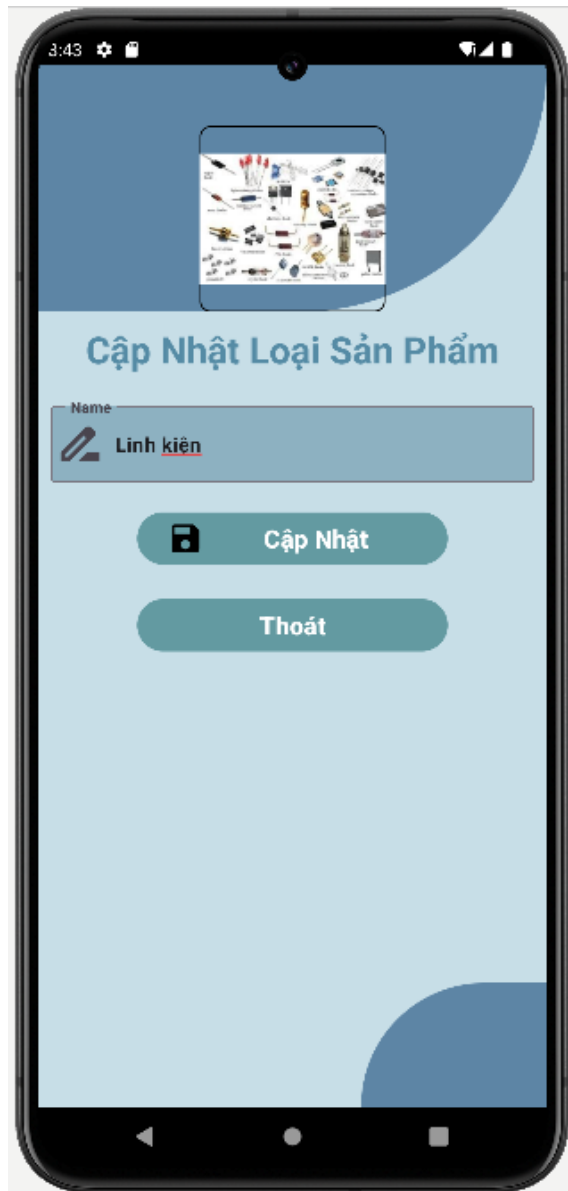 3:43
Cập Nhật Loại Sản Phẩm
Name
Linh kiện
Cập Nhật
Thoát